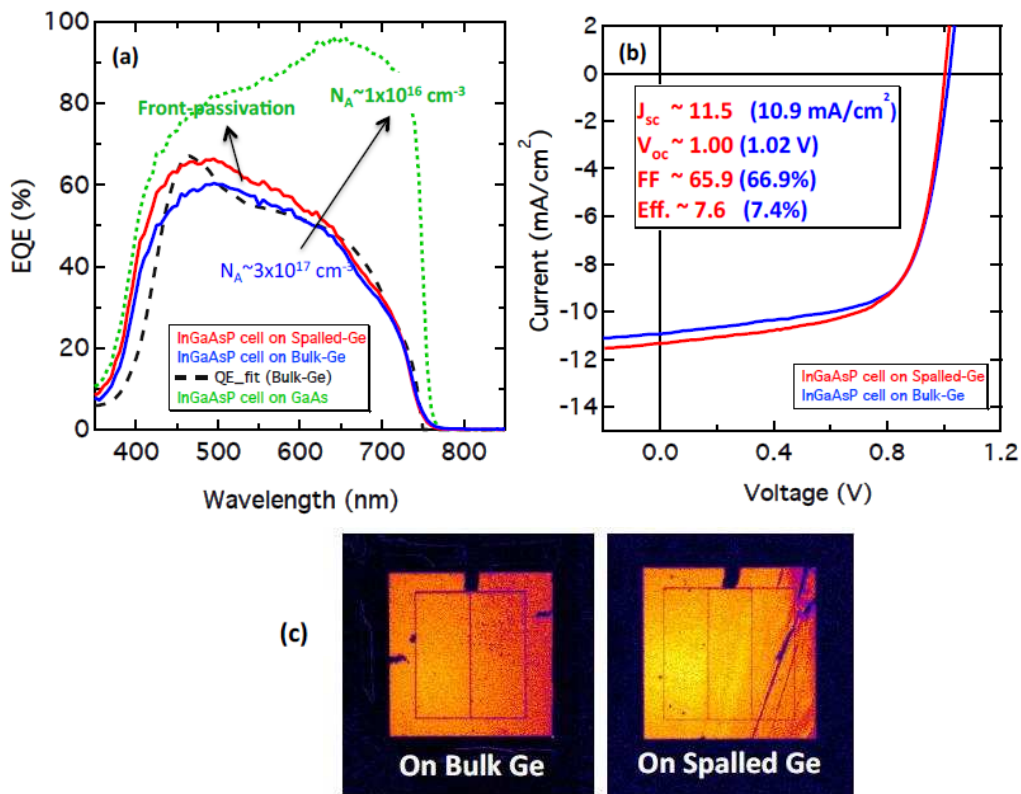 (a)
100
80
60
40
20
0
EQE (%)
400 500 600 700 800
Wavelength (nm)
Front-passivation
N_A~1x10^16 cm^-3
N_A~3x10^17 cm^-3
InGaAsP cell on Spalled-Ge
InGaAsP cell on Bulk-Ge
QE_fit (Bulk-Ge)
InGaAsP cell on GaAs
(b)
2
0
-2
-4
-6
-8
-10
-12
-14
Current (mA/cm^2)
0.0 0.4 0.8 1.2
Voltage (V)
J_sc ~ 11.5 (10.9 mA/cm^2)
V_oc ~ 1.00 (1.02 V)
FF ~ 65.9 (66.9%)
Eff. ~ 7.6 (7.4%)
InGaAsP cell on Spalled-Ge
InGaAsP cell on Bulk-Ge
(c)
On Bulk Ge
On Spalled Ge